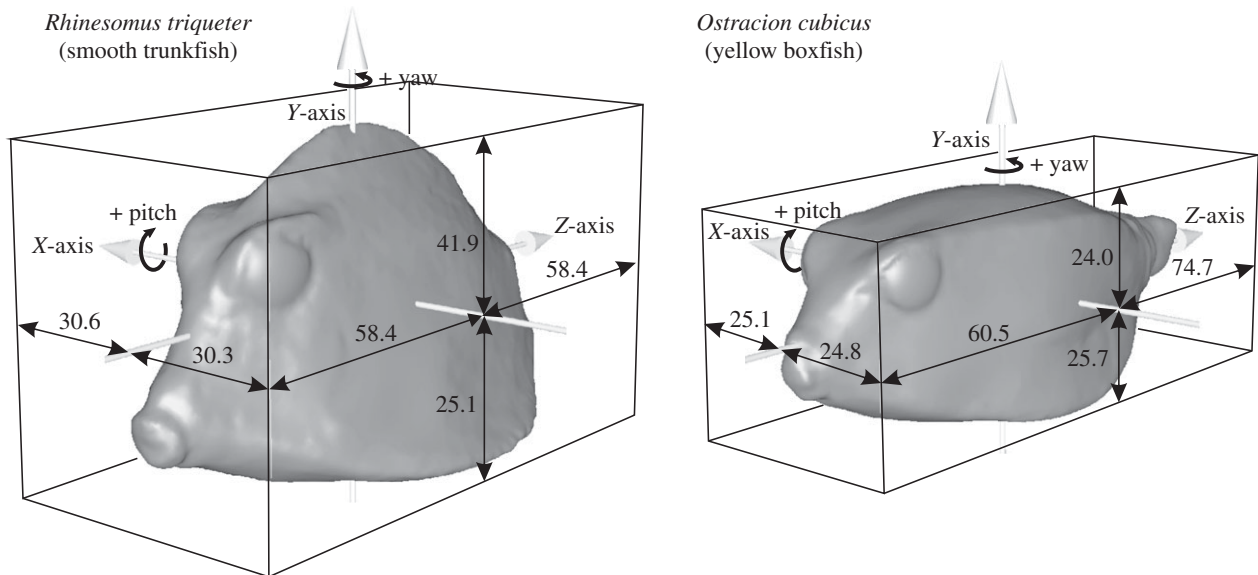 Rhinesomus triqueter
(smooth trunkfish)
+ yaw
Y-axis
+ pitch
X-axis
Z-axis
41.9
58.4
30.6
30.3
58.4
25.1
Ostracion cubicus
(yellow boxfish)
Y-axis
+ yaw
+ pitch
X-axis
Z-axis
24.0
74.7
25.1
24.8
60.5
25.7